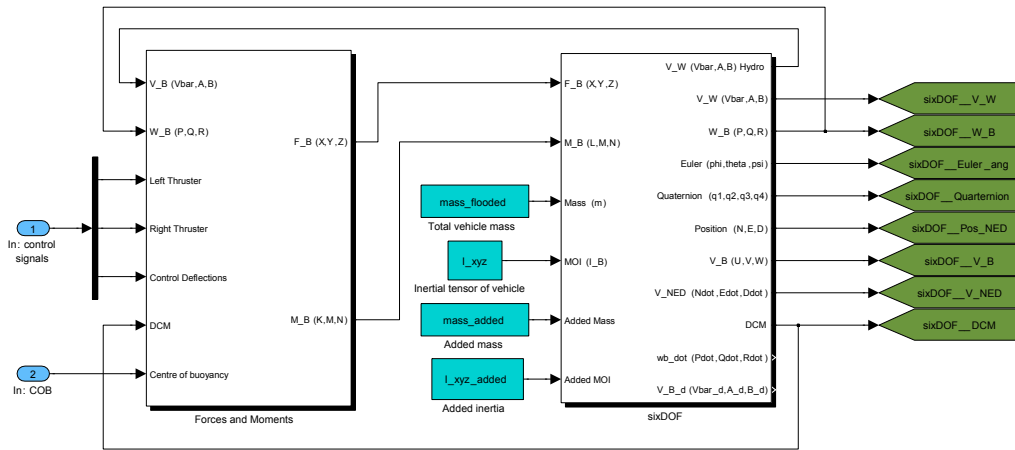 V_B (Vbar,A,B)
W_B (P,Q,R)
Left Thruster
Right Thruster
Control Deflections
DCM
Centre of buoyancy
F_B (X,Y,Z)
M_B (K,M,N)
Forces and Moments
1
In: control
signals
2
In: COB
mass_flooded
Total vehicle mass
I_xyz
Inertial tensor of vehicle
mass_added
Added mass
I_xyz_added
Added inertia
F_B (X,Y,Z)
M_B (L,M,N)
Mass (m)
MOI (I_B)
Added Mass
Added MOI
V_W (Vbar,A,B) Hydro
V_W (Vbar,A,B)
W_B (P,Q,R)
Euler (phi,theta,psi)
Quaternion (q1,q2,q3,q4)
Position (N,E,D)
V_B (U,V,W)
V_NED (Ndot,Edot,Ddot)
DCM
wb_dot (Pdot,Qdot,Rdot)
V_B_d (Vbar_d,A_d,B_d)
sixDOF
sixDOF__V_W
sixDOF__W_B
sixDOF__Euler_ang
sixDOF__Quarternion
sixDOF__Pos_NED
sixDOF__V_B
sixDOF__V_NED
sixDOF__DCM